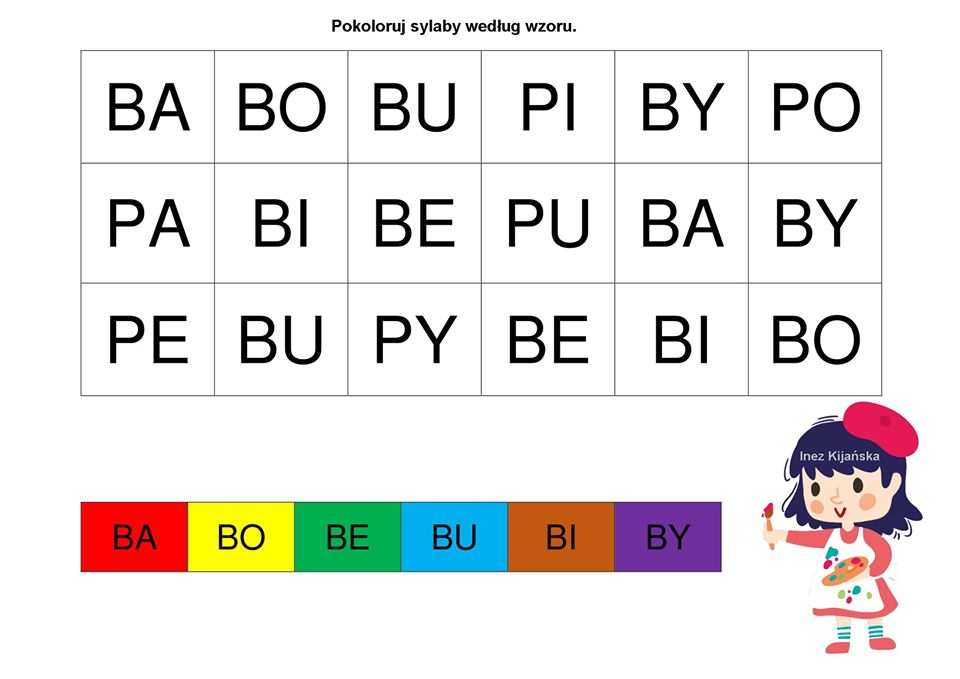 Pokoloruj sylaby według wzoru.
BA BO BU PI BY PO
PA BI BE PU BA BY
PE BU PY BE BI BO
Inez Kijańska
BA BO BE BU BI BY